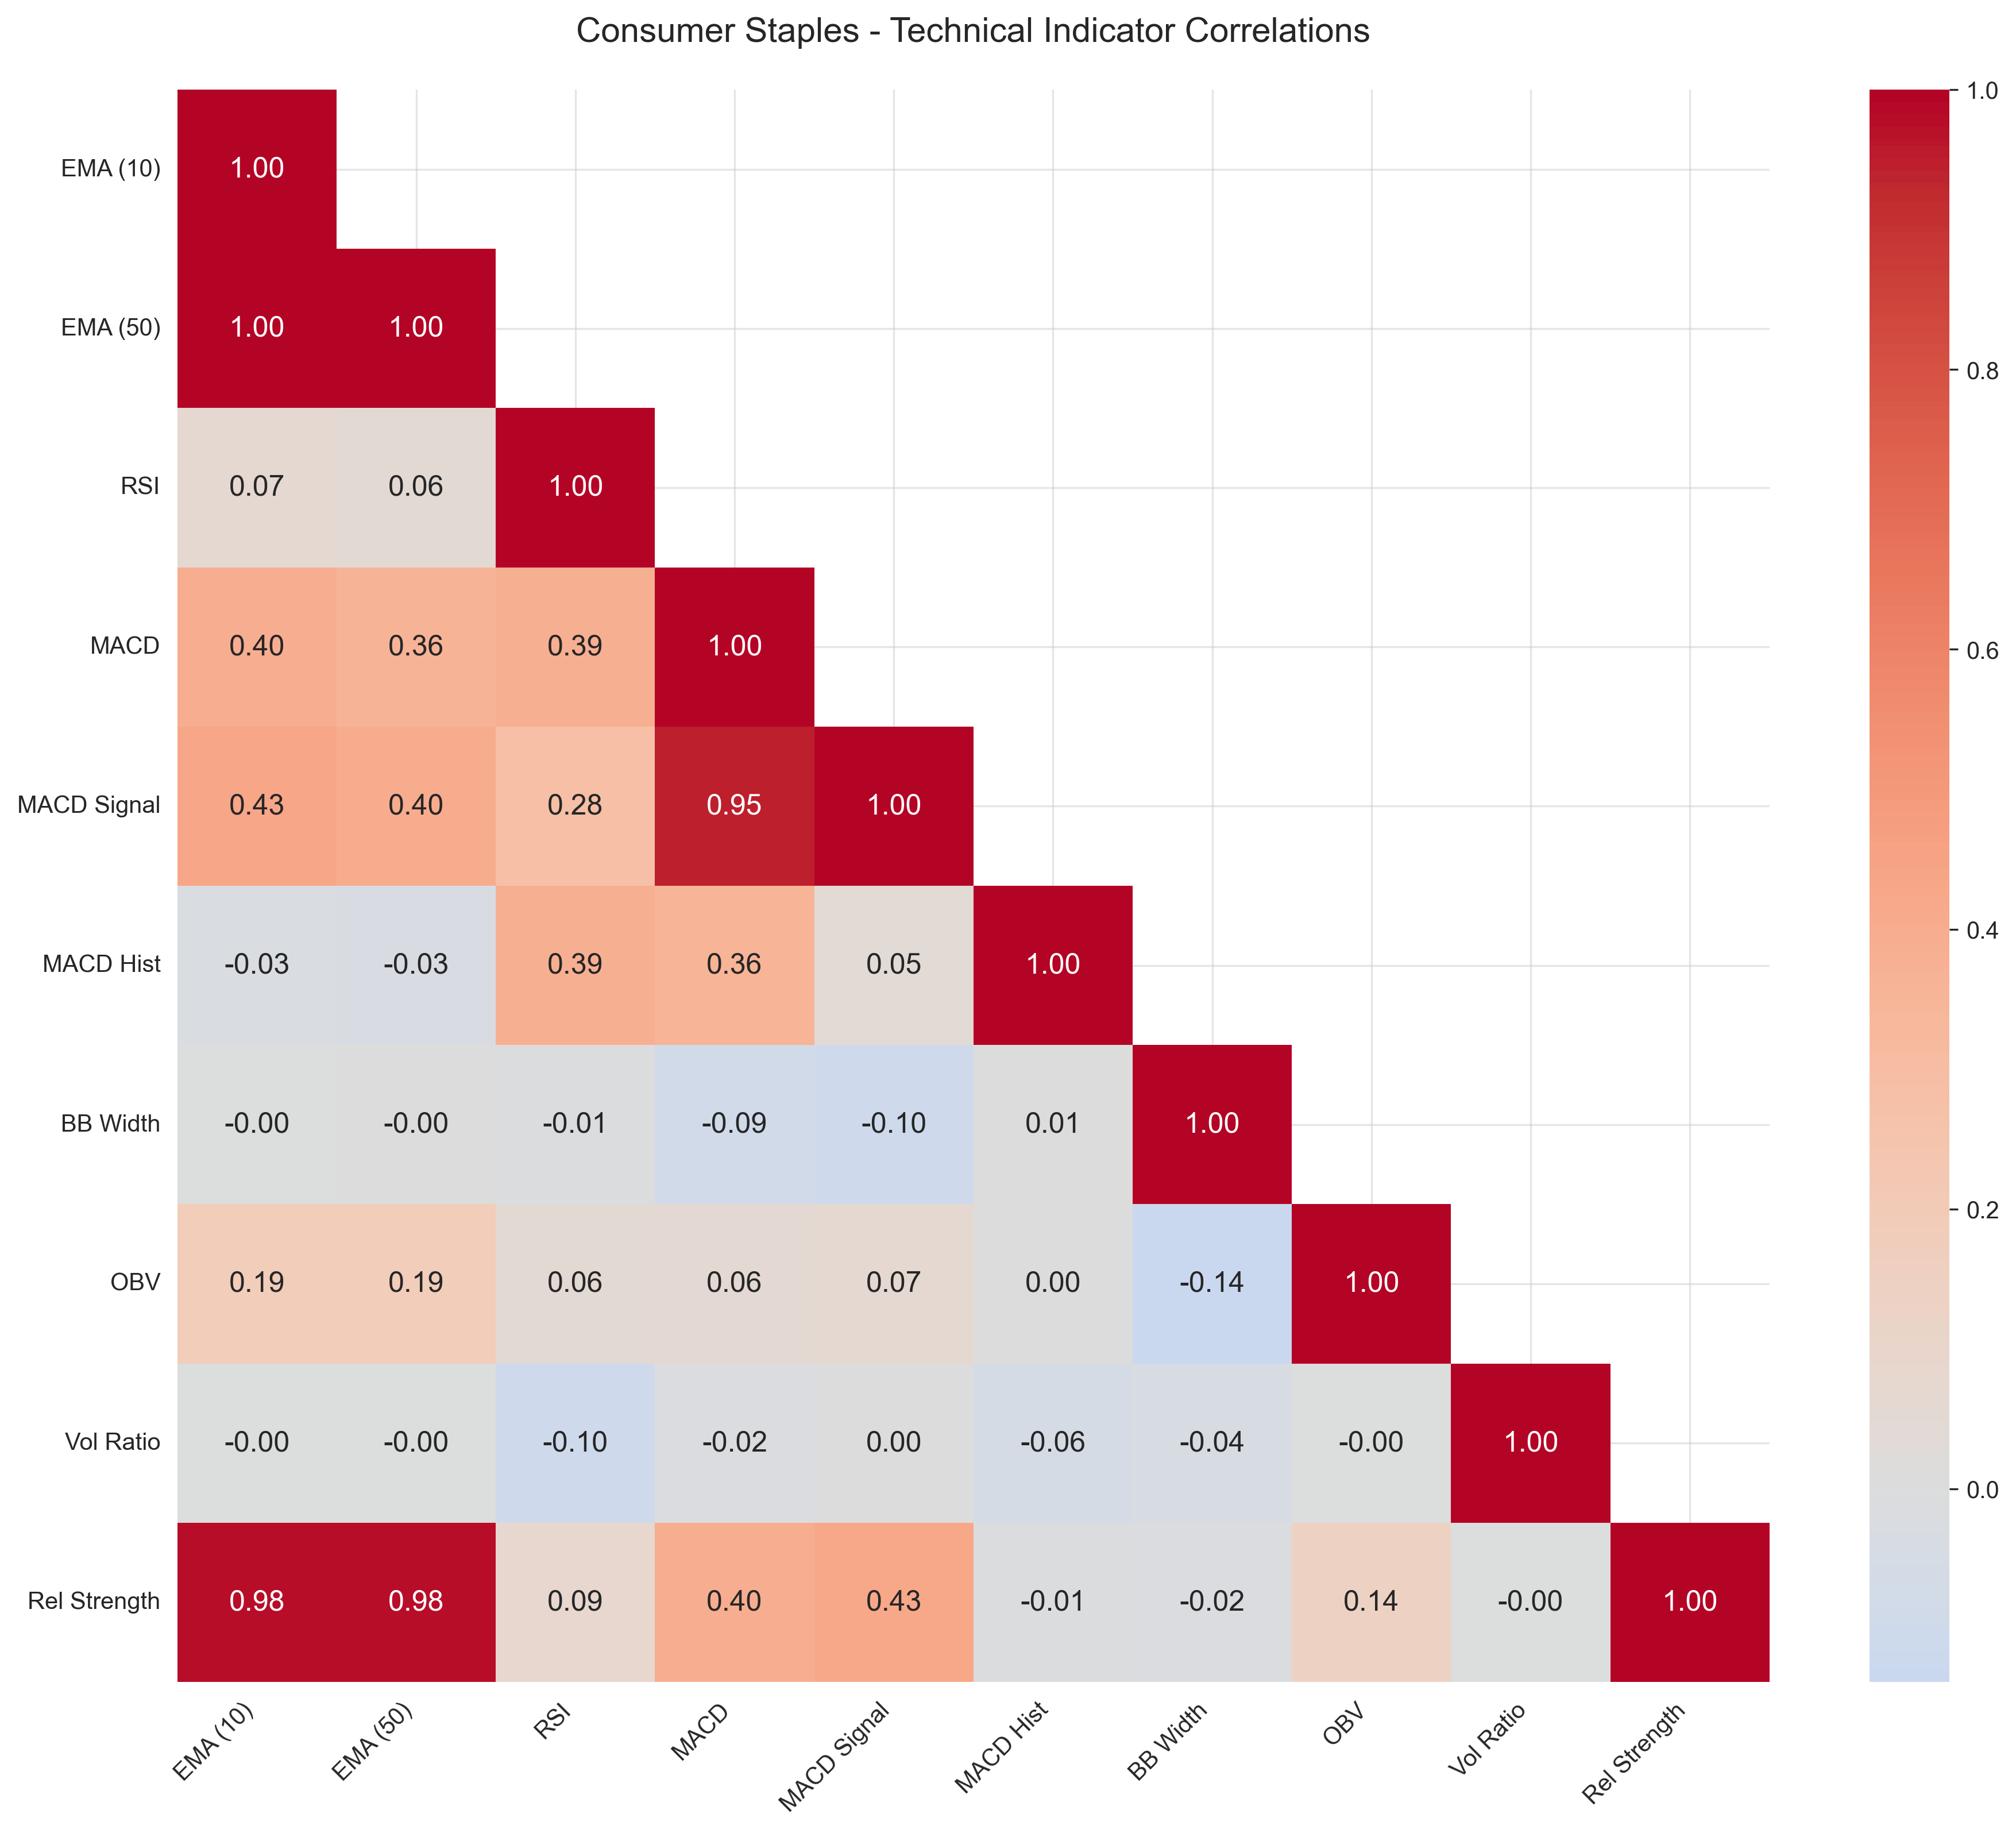 Consumer Staples - Technical Indicator Correlations
EMA (10) 1.00
EMA (50) 1.00 1.00
RSI 0.07 0.06 1.00
MACD 0.40 0.36 0.39 1.00
MACD Signal 0.43 0.40 0.28 0.95 1.00
MACD Hist -0.03 -0.03 0.39 0.36 0.05 1.00
BB Width -0.00 -0.00 -0.01 -0.09 -0.10 0.01 1.00
OBV 0.19 0.19 0.06 0.06 0.07 0.00 -0.14 1.00
Vol Ratio -0.00 -0.00 -0.10 -0.02 0.00 -0.06 -0.04 -0.00 1.00
Rel Strength 0.98 0.98 0.09 0.40 0.43 -0.01 -0.02 0.14 -0.00 1.00
EMA (10) EMA (50) RSI MACD MACD Signal MACD Hist BB Width OBV Vol Ratio Rel Strength
1.0
0.8
0.6
0.4
0.2
0.0